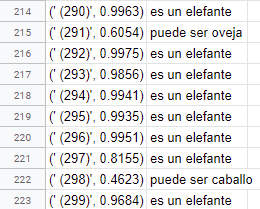 214 (' (290)', 0.9963) es un elefante
215 (' (291)', 0.6054) puede ser oveja
216 (' (292)', 0.9975) es un elefante
217 (' (293)', 0.9856) es un elefante
218 (' (294)', 0.9941) es un elefante
219 (' (295)', 0.9935) es un elefante
220 (' (296)', 0.9951) es un elefante
221 (' (297)', 0.8155) es un elefante
222 (' (298)', 0.4623) puede ser caballo
223 (' (299)', 0.9684) es un elefante